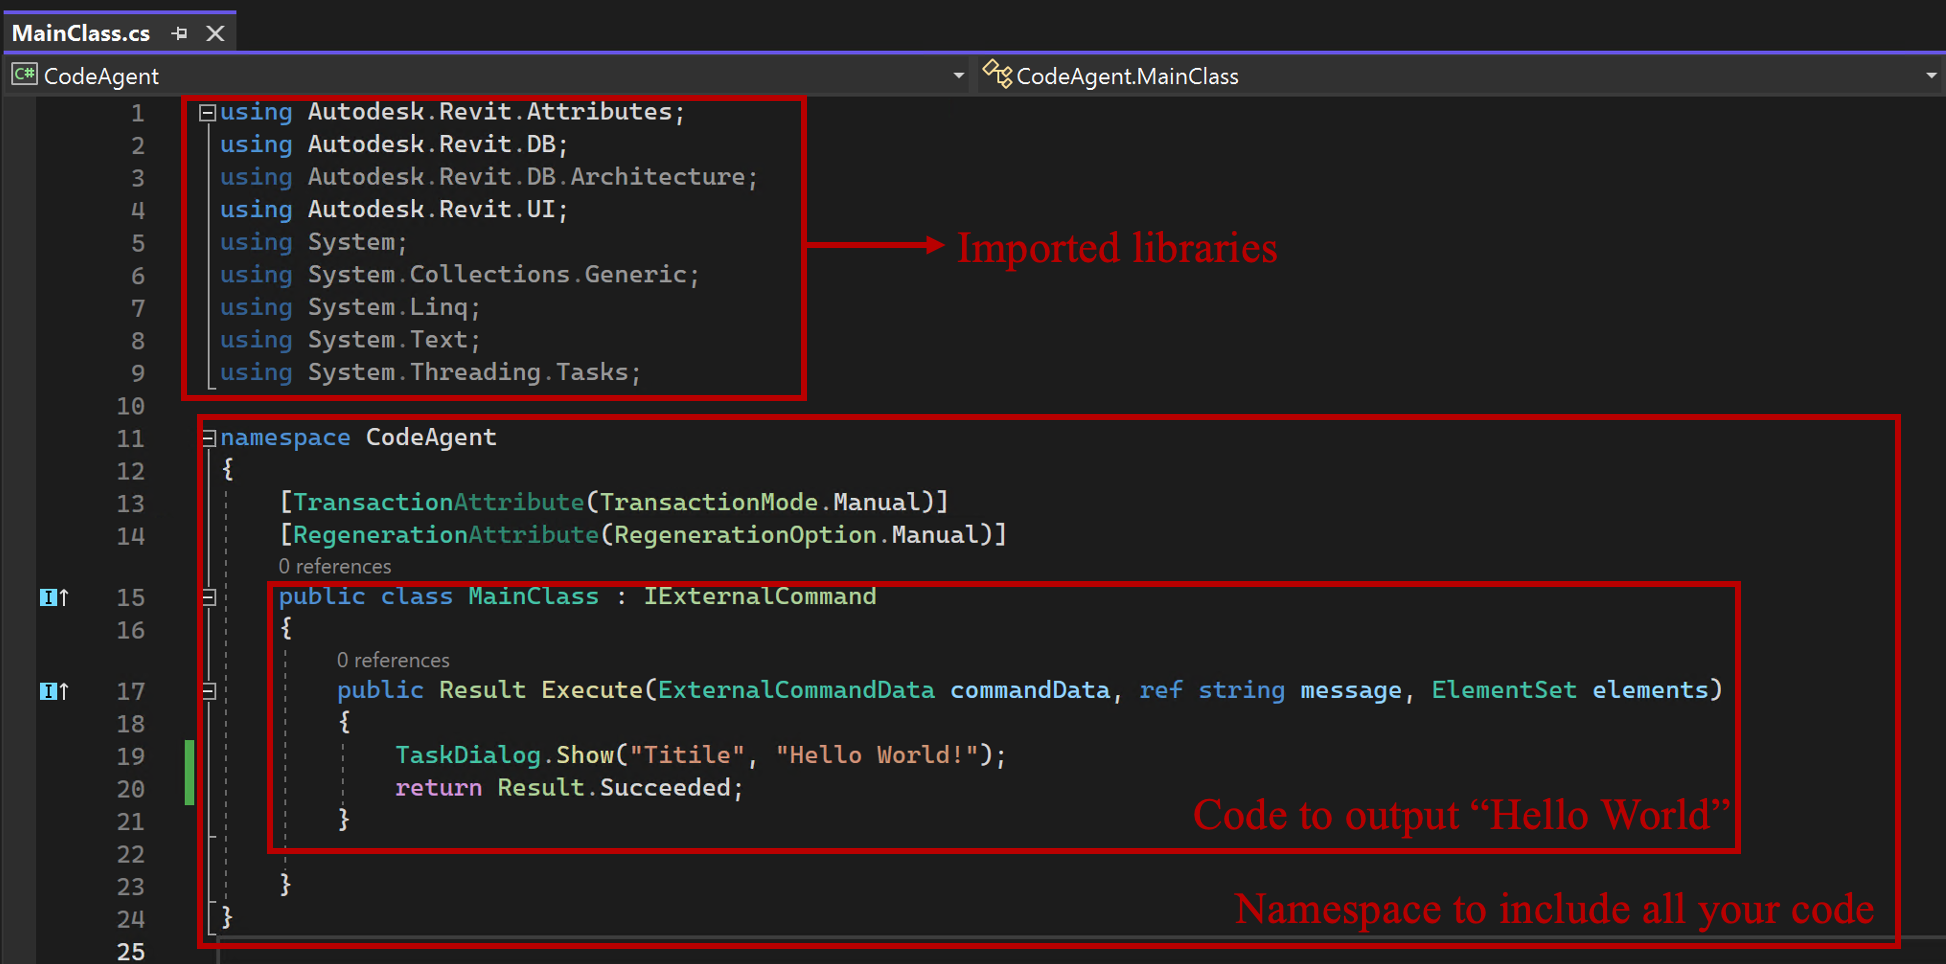 MainClass.cs
C# CodeAgent
CodeAgent.MainClass
1 using Autodesk.Revit.Attributes;
2 using Autodesk.Revit.DB;
3 using Autodesk.Revit.DB.Architecture;
4 using Autodesk.Revit.UI;
5 using System;
Imported libraries
6 using System.Collections.Generic;
7 using System.Linq;
8 using System.Text;
9 using System.Threading.Tasks;
10
11 namespace CodeAgent
12 {
13 [TransactionAttribute(TransactionMode.Manual)]
14 [RegenerationAttribute(RegenerationOption.Manual)]
0 references
15 public class MainClass : IExternalCommand
16 {
0 references
17 public Result Execute(ExternalCommandData commandData, ref string message, ElementSet elements)
18 {
19 TaskDialog.Show("Titile", "Hello World!");
20 return Result.Succeeded;
Code to output “Hello World”
21 }
22
23 }
Namespace to include all your code
24 }
25